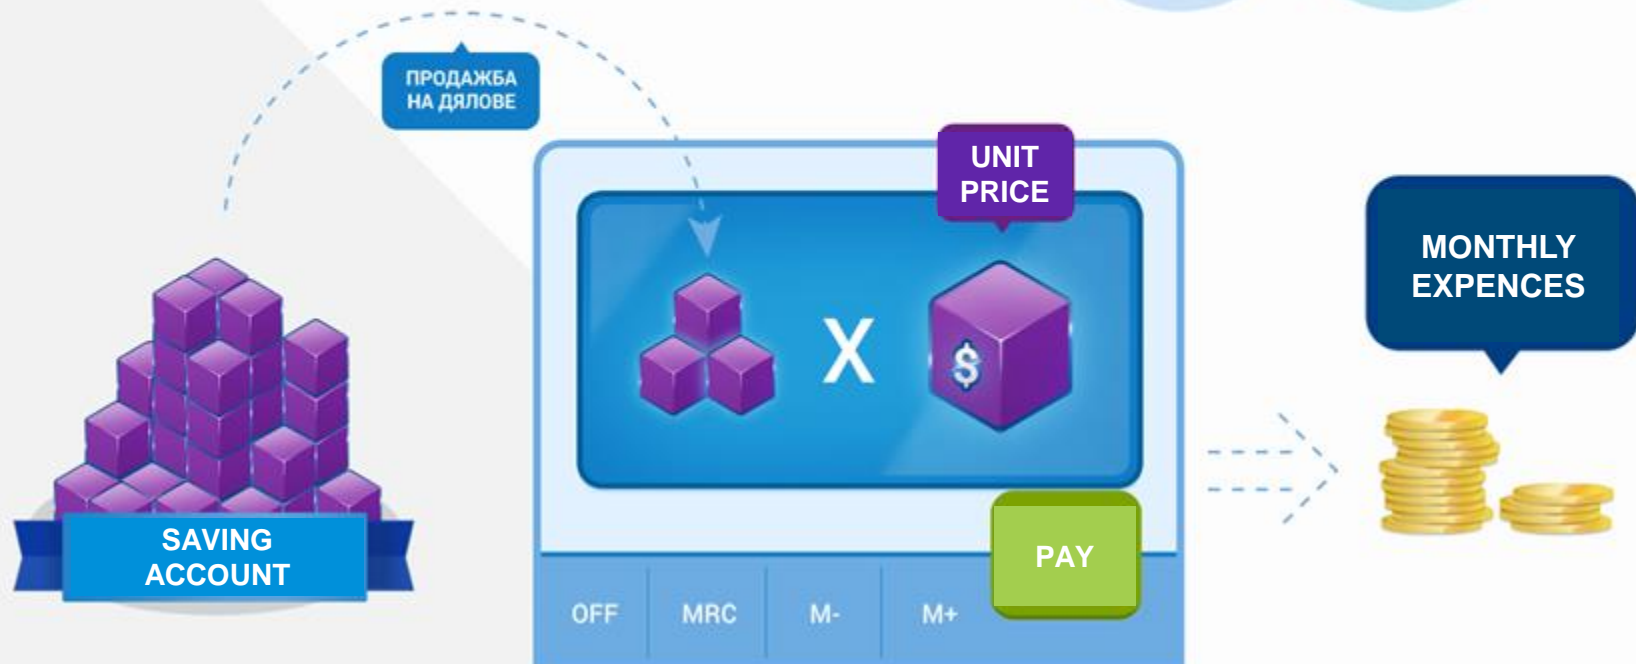 ПРОДАЖБА
НА ДЯЛОВЕ
UNIT
PRICE
MONTHLY
EXPENCES
X
$
SAVING
ACCOUNT
PAY
OFF
MRC
M-
M+